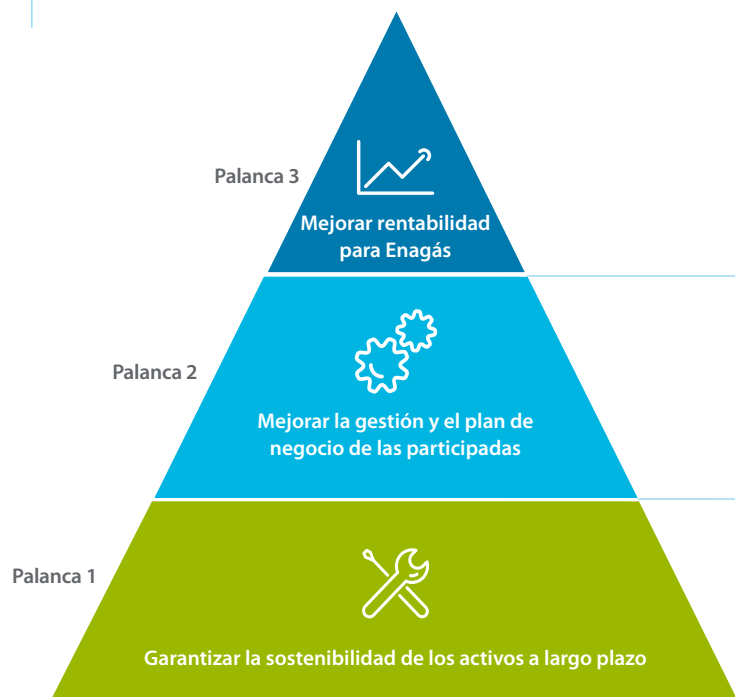 Palanca 3
Mejorar rentabilidad
para Enagás
Palanca 2
Mejorar la gestión y el plan de
negocio de las participadas
Palanca 1
Garantizar la sostenibilidad de los activos a largo plazo